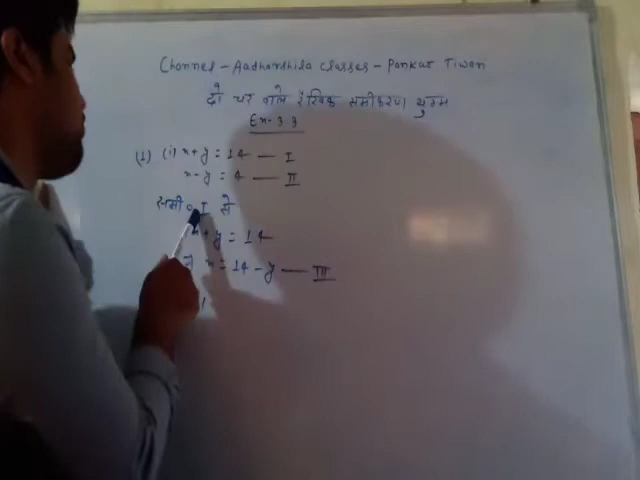 Channel - Aadharshila classes - Pankaj Tiwari
दो चर वाले रैखिक समीकरण युग्म
Ex- 3.3
(1) (i) x+y = 14 — I
x-y = 4 — II
समी० I से
x+y = 14
x = 14 - y — III